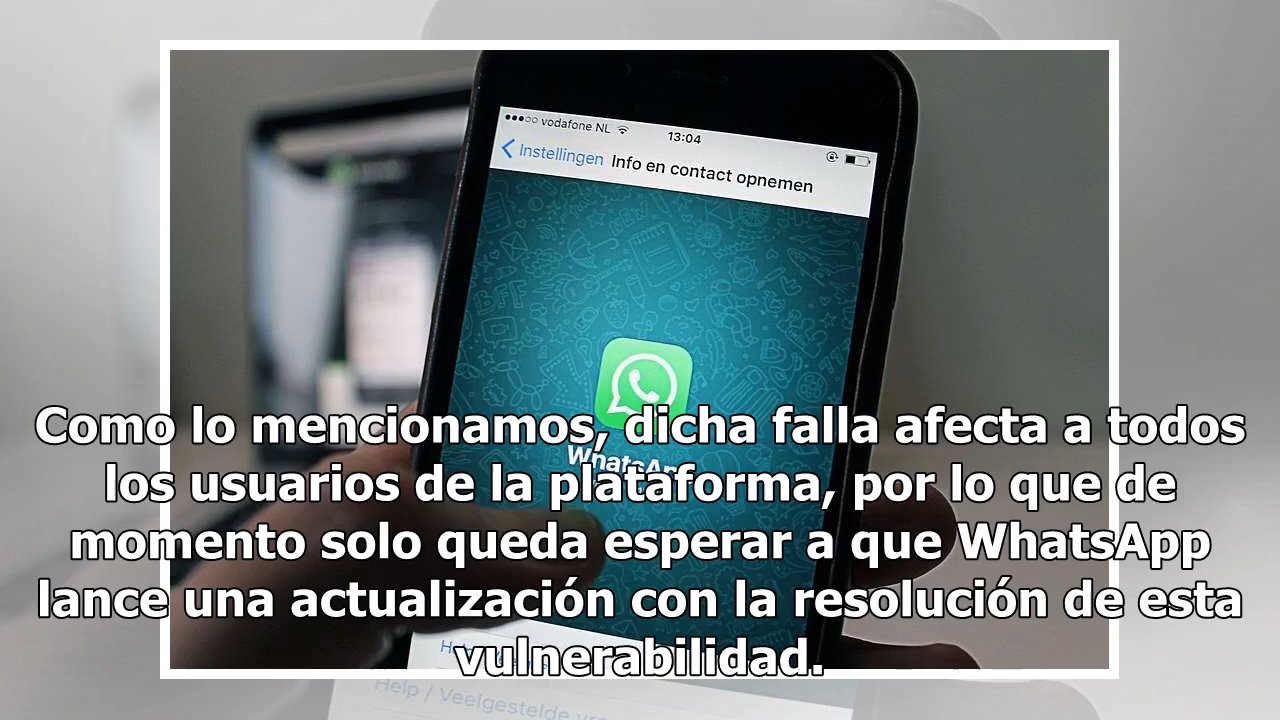 vodafone NL
13:04
Instellingen Info en contact opnemen
WhatsApp
Como lo mencionamos, dicha falla afecta a todos
los usuarios de la plataforma, por lo que de
momento solo queda esperar a que WhatsApp
lance una actualización con la resolución de esta
vulnerabilidad.
Help / Veelgestelde